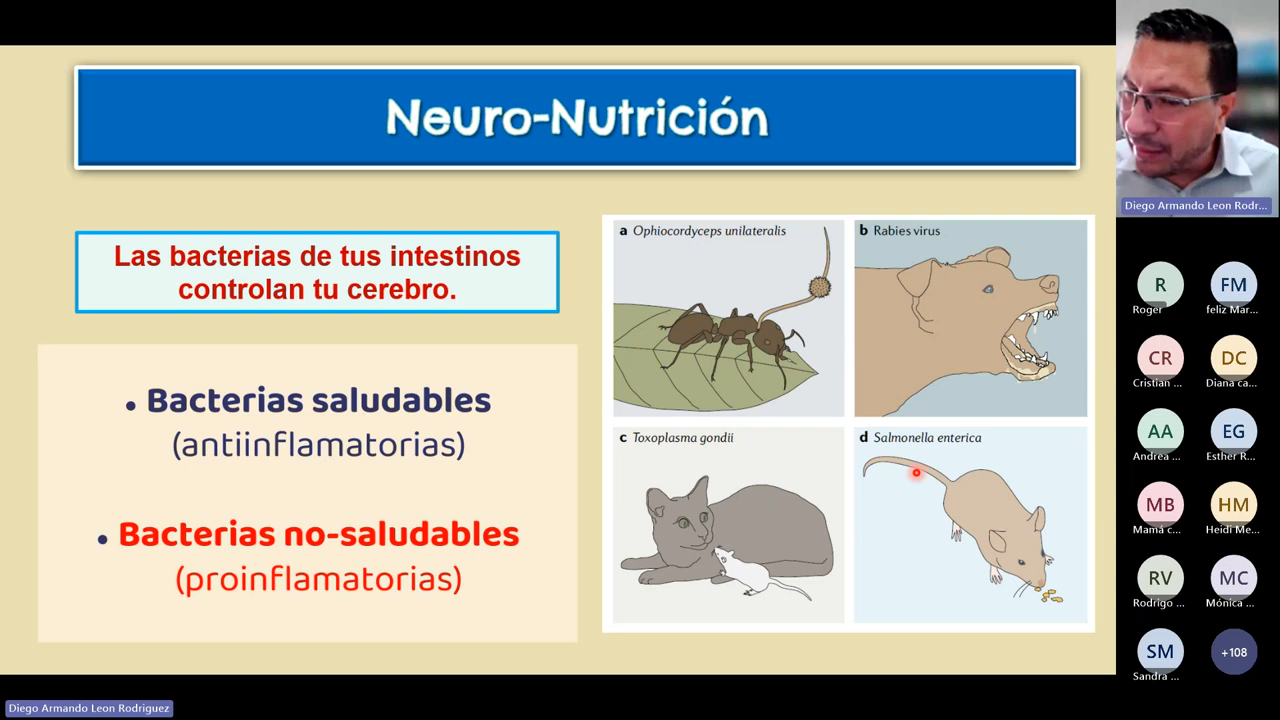 Neuro-Nutrición
Las bacterias de tus intestinos
controlan tu cerebro.
• Bacterias saludables
(antiinflamatorias)
• Bacterias no-saludables
(proinflamatorias)
a Ophiocordyceps unilateralis
b Rabies virus
c Toxoplasma gondii
d Salmonella enterica
Diego Armando Leon Rodr...
R
Roger
FM
feliz Mar...
CR
Cristian ...
DC
Diana ca...
AA
Andrea ...
EG
Esther R...
MB
Mamá c...
HM
Heidi Me...
RV
Rodrigo ...
MC
Mónica ...
SM
Sandra ...
+108
Diego Armando Leon Rodriguez